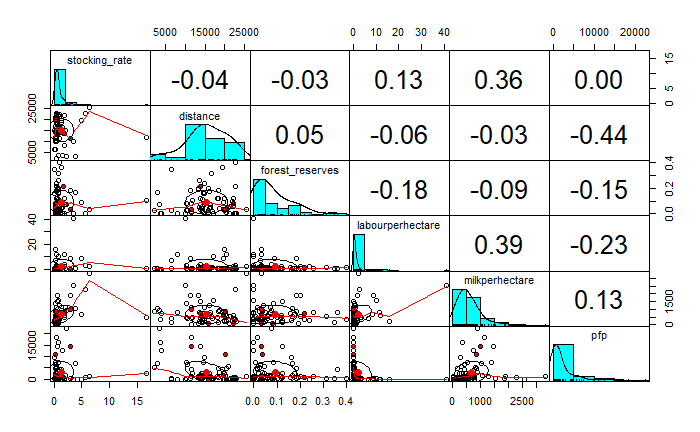 5000 15000 25000
0 10 20 30 40
0 10000 20000
stocking_rate
-0.04
-0.03
0.13
0.36
0.00
0 5 10 15
5000 15000 25000
distance
0.05
-0.06
-0.03
-0.44
forest_reserves
-0.18
-0.09
-0.15
0.0 0.2 0.4
0 20 40
labourperhectare
0.39
-0.23
milkperhectare
0.13
0 1500
0 15000
pfp
0 5 10 15
0.0 0.1 0.2 0.3 0.4
0 1000 2500